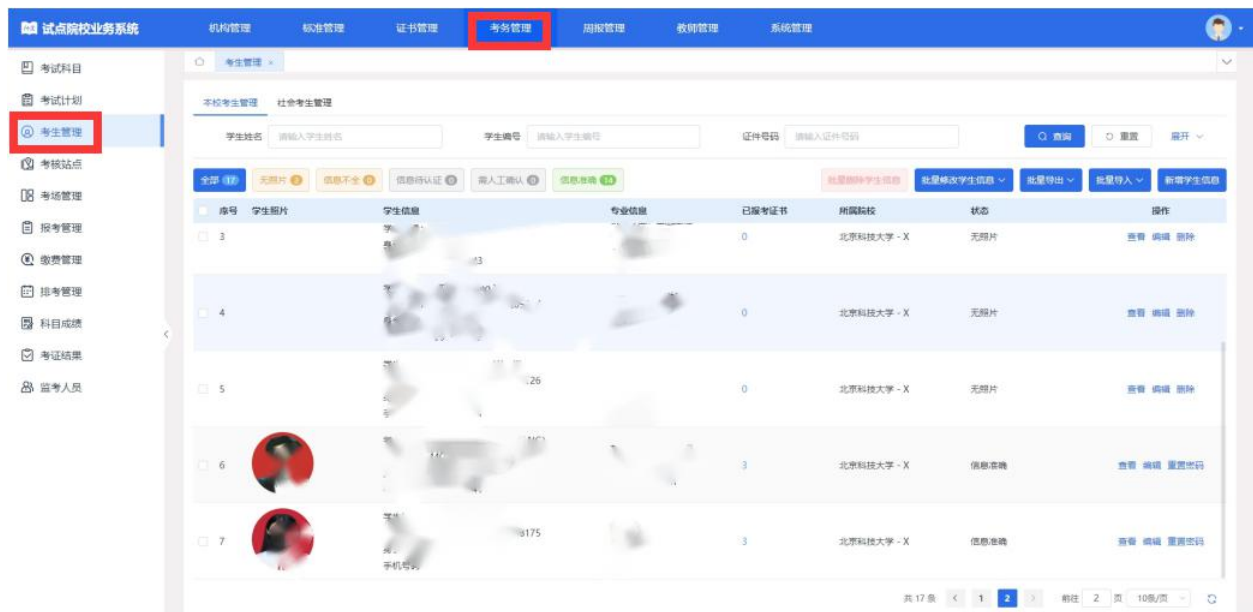 试点院校业务系统 机构管理 标准管理 证书管理 考务管理 周报管理 教师管理 系统管理
考试科目
考试计划
考生管理
考核站点
考场管理
报考管理
缴费管理
排考管理
科目成绩
考证结果
监考人员
考生管理 ×
本校考生管理 社会考生管理
学生姓名 请输入学生姓名 学生编号 请输入学生编号 证件号码 请输入证件号码 查询 重置 展开
全部 17 无照片 3 信息不全 0 信息待认证 0 需人工确认 0 信息准确 14 批量删除学生信息 批量修改学生信息 批量导出 批量导入 新增学生信息
序号 学生照片 学生信息 专业信息 已报考证书 所属院校 状态 操作
3 0 北京科技大学 - X 无照片 查看 编辑 删除
4 0 北京科技大学 - X 无照片 查看 编辑 删除
5 26 0 北京科技大学 - X 无照片 查看 编辑 删除
6 3 北京科技大学 - X 信息准确 查看 编辑 重置密码
7 175 3 北京科技大学 - X 信息准确 查看 编辑 重置密码
手机号
共 17 条 < 1 2 > 前往 2 页 10条/页